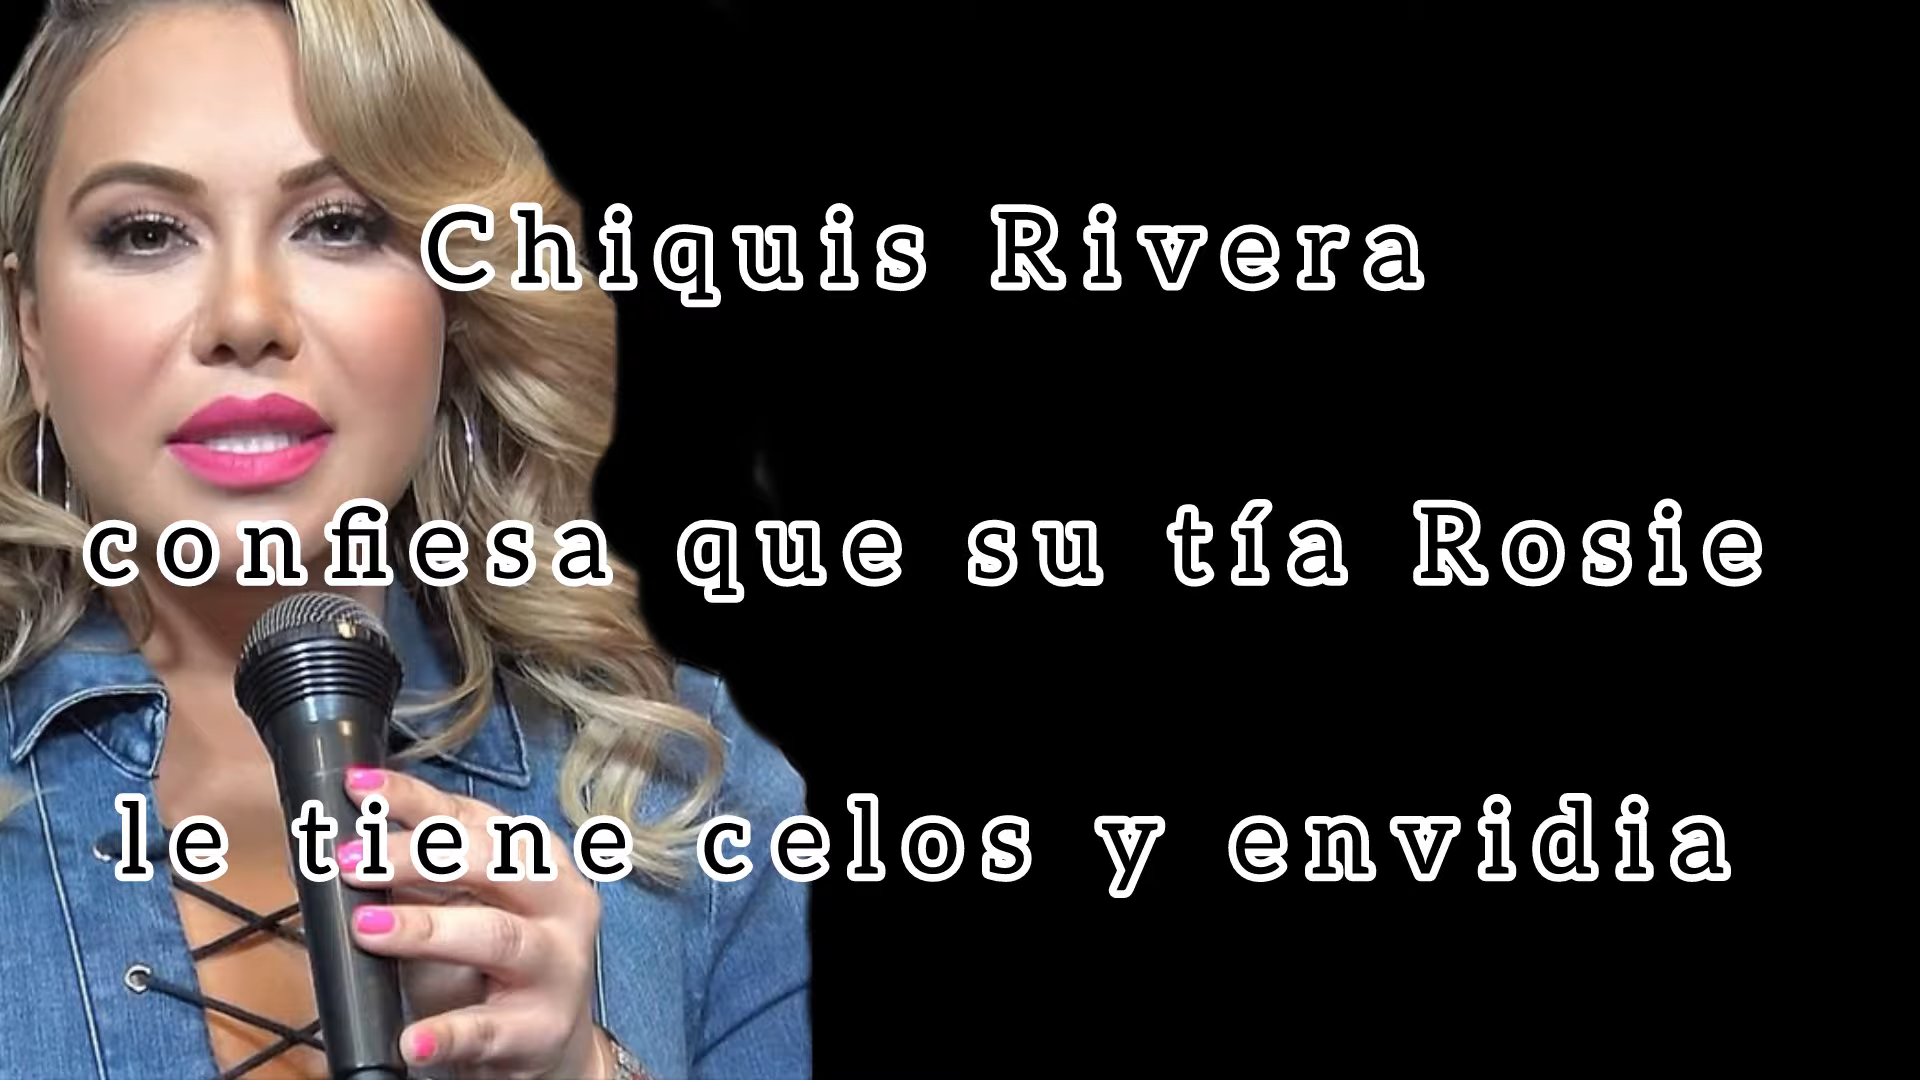 Chiquis Rivera
confiesa que su tía Rosie
le tiene celos y envidia